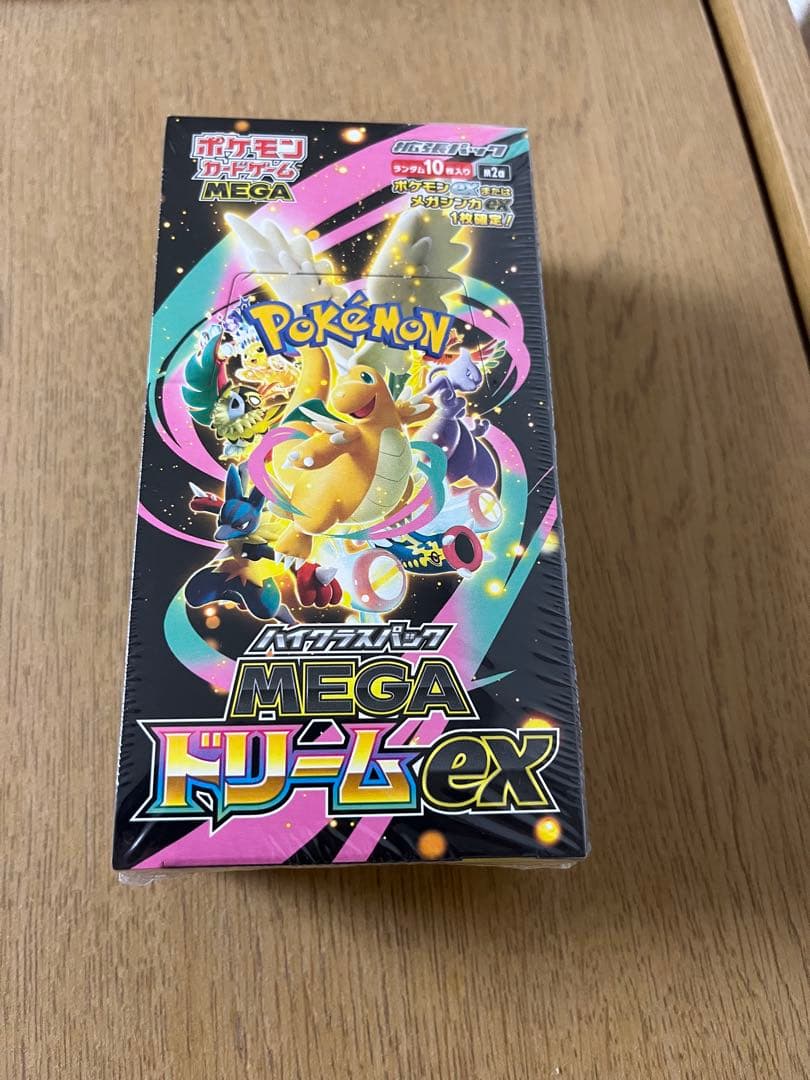 ポケモン
カードゲーム
MEGA
拡張パック
ランダム10枚入り m2a
ポケモンexまたは
メガシンカex
1枚確定!
POKéMON
ハイクラスパック
MEGA
ドリームex